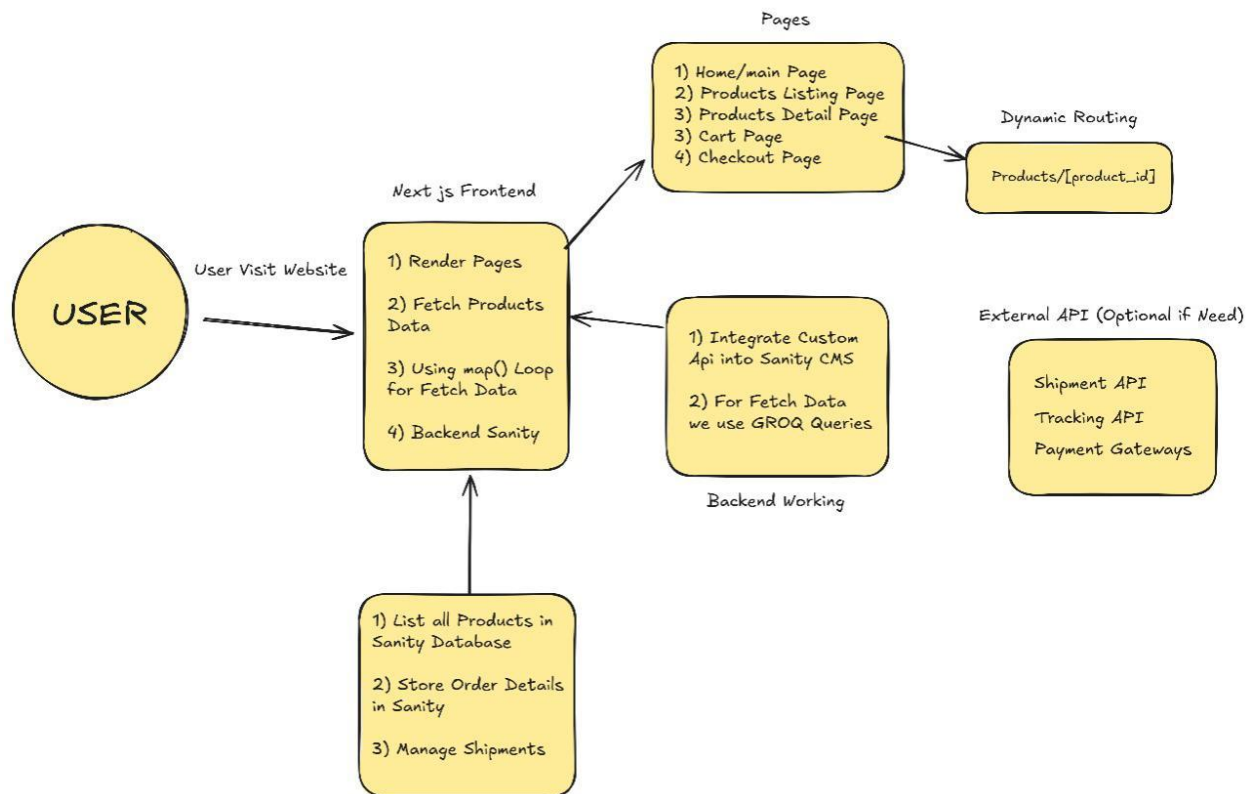 Pages
1) Home/main Page
2) Products Listing Page
3) Products Detail Page
3) Cart Page
4) Checkout Page
Dynamic Routing
Products/[product_id]
Next js Frontend
1) Render Pages
2) Fetch Products
Data
3) Using map() Loop
for Fetch Data
4) Backend Sanity
User Visit Website
USER
1) Integrate Custom
Api into Sanity CMS
2) For Fetch Data
we use GROQ Queries
Backend Working
External API (Optional if Need)
Shipment API
Tracking API
Payment Gateways
1) List all Products in
Sanity Database
2) Store Order Details
in Sanity
3) Manage Shipments